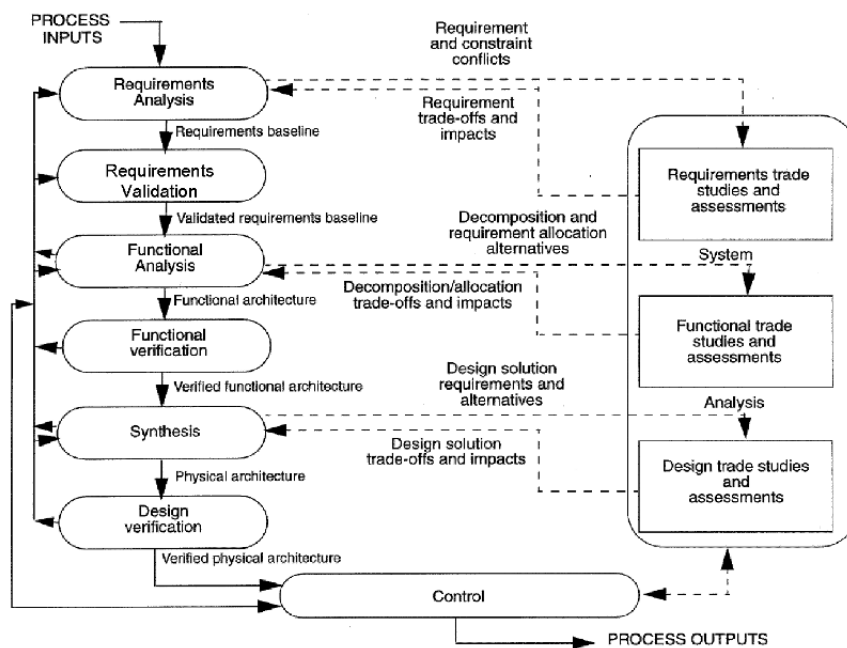 PROCESS
INPUTS
Requirement
and constraint
conflicts
Requirements
Analysis
Requirement
trade-offs and
impacts
Requirements baseline
Requirements
Validation
Requirements trade
studies and
assessments
Validated requirements baseline
Decomposition and
requirement allocation
alternatives
Functional
Analysis
System
Decomposition/allocation
trade-offs and impacts
Functional architecture
Functional
verification
Functional trade
studies and
assessments
Verified functional architecture
Design solution
requirements and
alternatives
Synthesis
Analysis
Design solution
trade-offs and impacts
Physical architecture
Design trade studies
and
assessments
Design
verification
Verified physical architecture
Control
PROCESS OUTPUTS